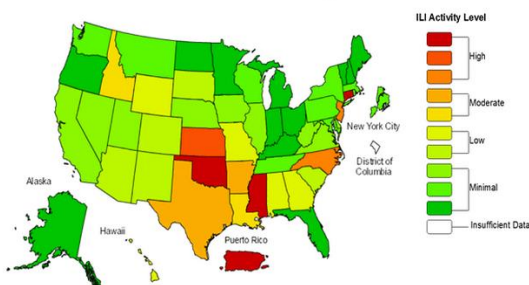 ILI Activity Level
High
Moderate
Low
Minimal
Insufficient Data
New York City
District of
Columbia
Alaska
Hawaii
Puerto Rico